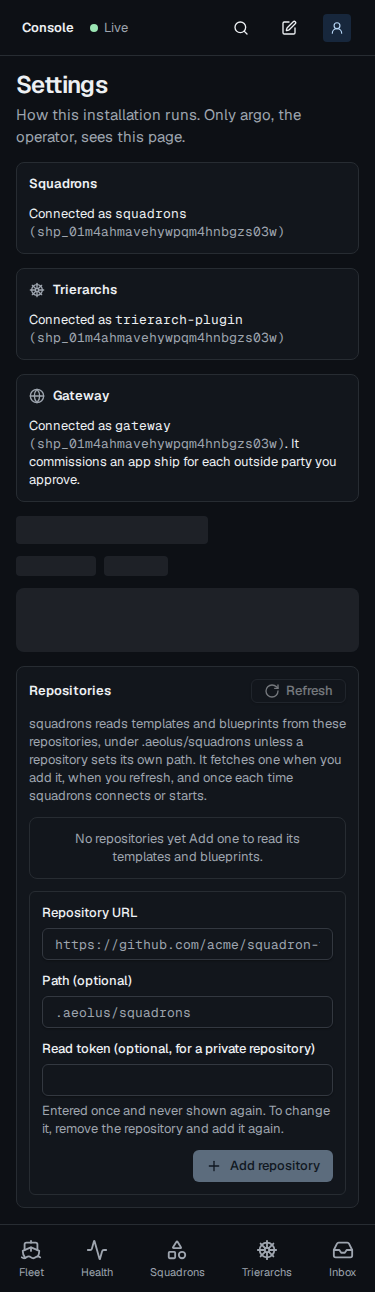 Console
Live
Settings
How this installation runs. Only argo, the
operator, sees this page.
Squadrons
Connected as squadrons
(shp_01m4ahmavehywpqm4hnbgzs03w)
Trierarchs
Connected as trierarch-plugin
(shp_01m4ahmavehywpqm4hnbgzs03w)
Gateway
Connected as gateway
(shp_01m4ahmavehywpqm4hnbgzs03w). It
commissions an app ship for each outside party you
approve.
Repositories
Refresh
squadrons reads templates and blueprints from these
repositories, under .aeolus/squadrons unless a
repository sets its own path. It fetches one when you
add it, when you refresh, and once each time
squadrons connects or starts.
No repositories yet Add one to read its
templates and blueprints.
Repository URL
https://github.com/acme/squadron-
Path (optional)
.aeolus/squadrons
Read token (optional, for a private repository)
Entered once and never shown again. To change
it, remove the repository and add it again.
Add repository
Fleet
Health
Squadrons
Trierarchs
Inbox